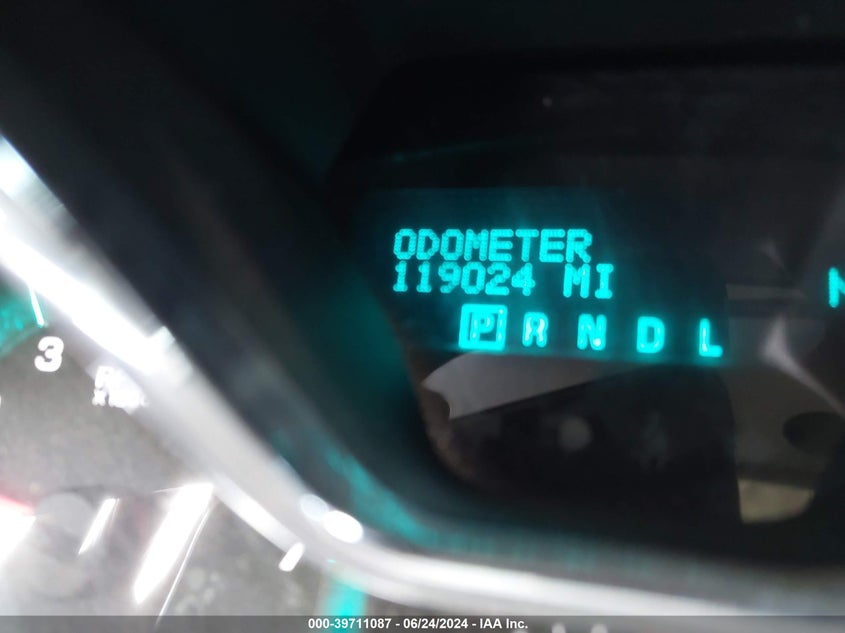 ODOMETER
119024 MI
P R N D L
3
000-39711087 - 06/24/2024 - IAA Inc.